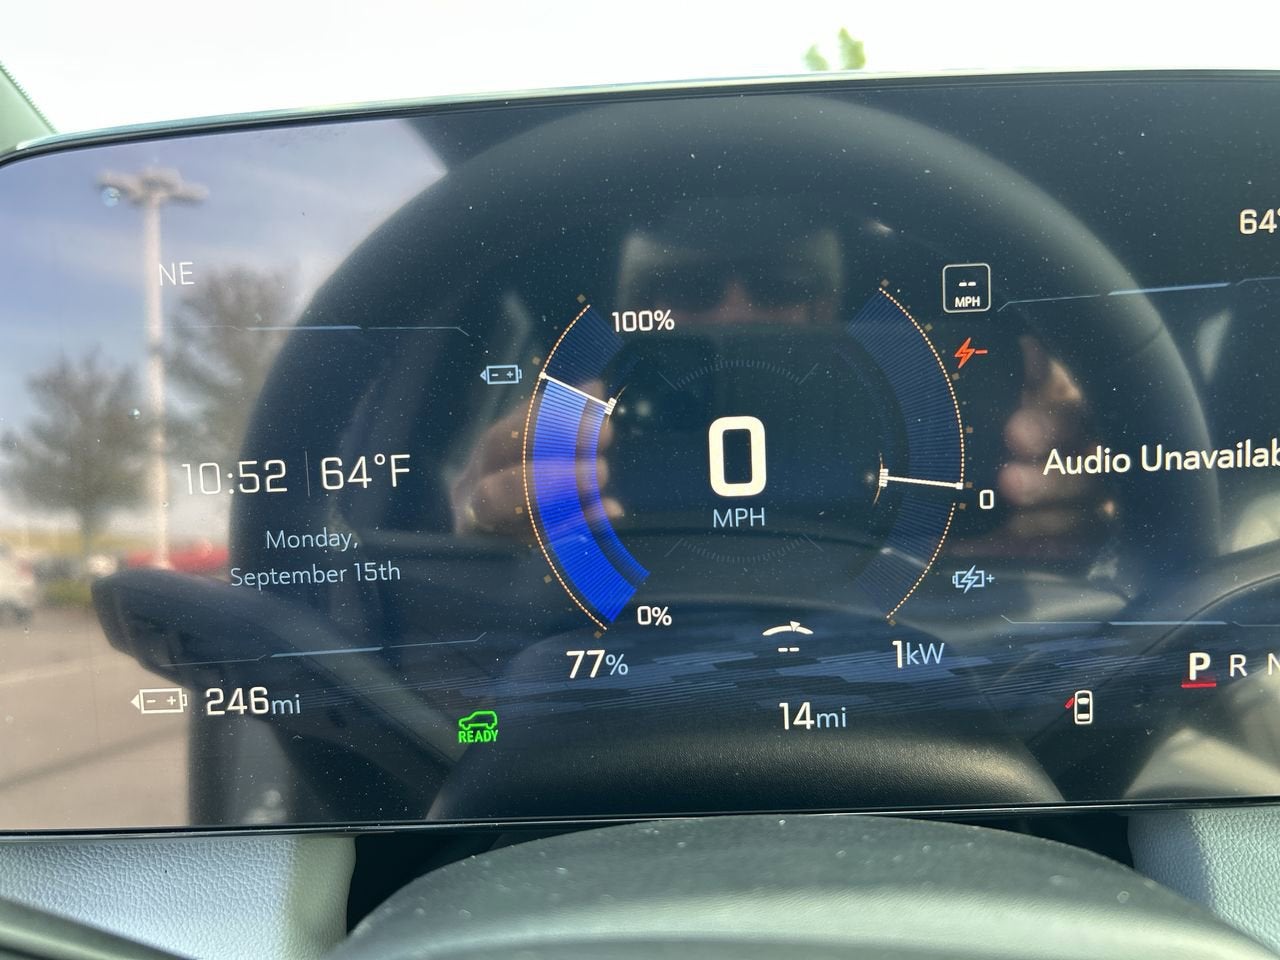 NE
10:52 64°F
Monday,
September 15th
246mi
READY
100%
0%
77%
0
MPH
--
MPH
0
1kW
--
14mi
64°
Audio Unavailab
P R N